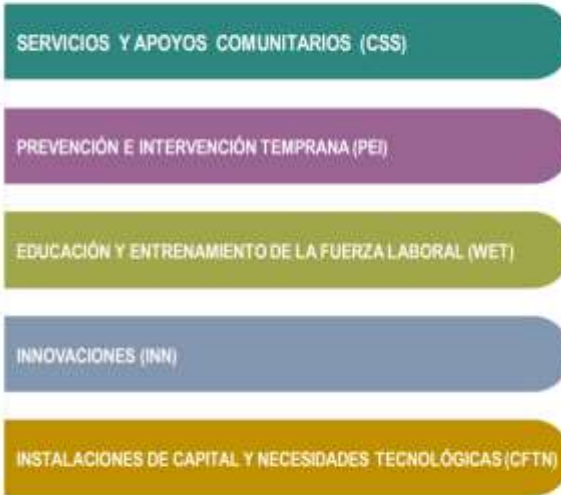 SERVICIOS Y APOYOS COMUNITARIOS (CSS)
PREVENCIÓN E INTERVENCIÓN TEMPRANA (PEI)
EDUCACIÓN Y ENTRENAMIENTO DE LA FUERZA LABORAL (WET)
INNOVACIONES (INN)
INSTALACIONES DE CAPITAL Y NECESIDADES TECNOLÓGICAS (CFTN)